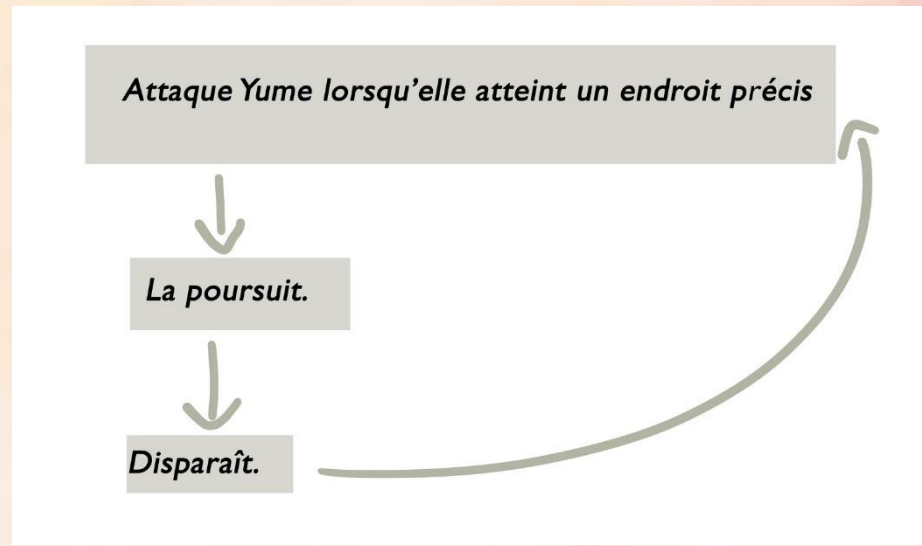 Attaque Yume lorsqu’elle atteint un endroit précis
La poursuit.
Disparaît.